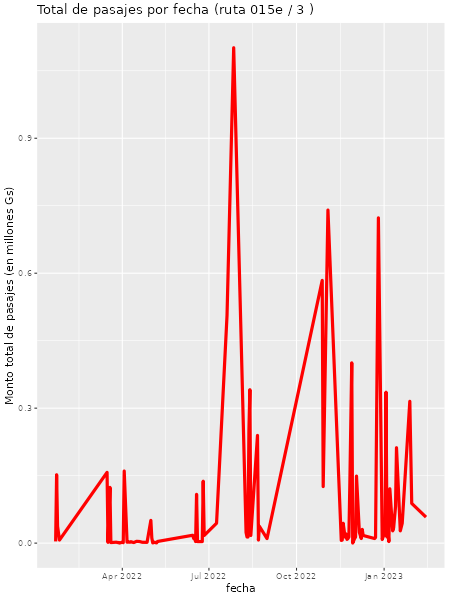 Total de pasajes por fecha (ruta 015e / 3 )
Monto total de pasajes (en millones Gs)
0.9
0.6
0.3
0.0
Apr 2022
Jul 2022
Oct 2022
Jan 2023
fecha